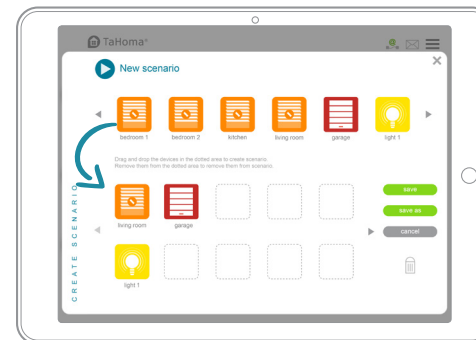 TaHoma®
New scenario
bedroom 1
bedroom 2
kitchen
living room
garage
light 1
Drag and drop the devices in the dotted area to create scenario.
Remove them from the dotted area to remove them from scenario.
CREATE SCENARIO
living room
garage
save
save as
cancel
light 1